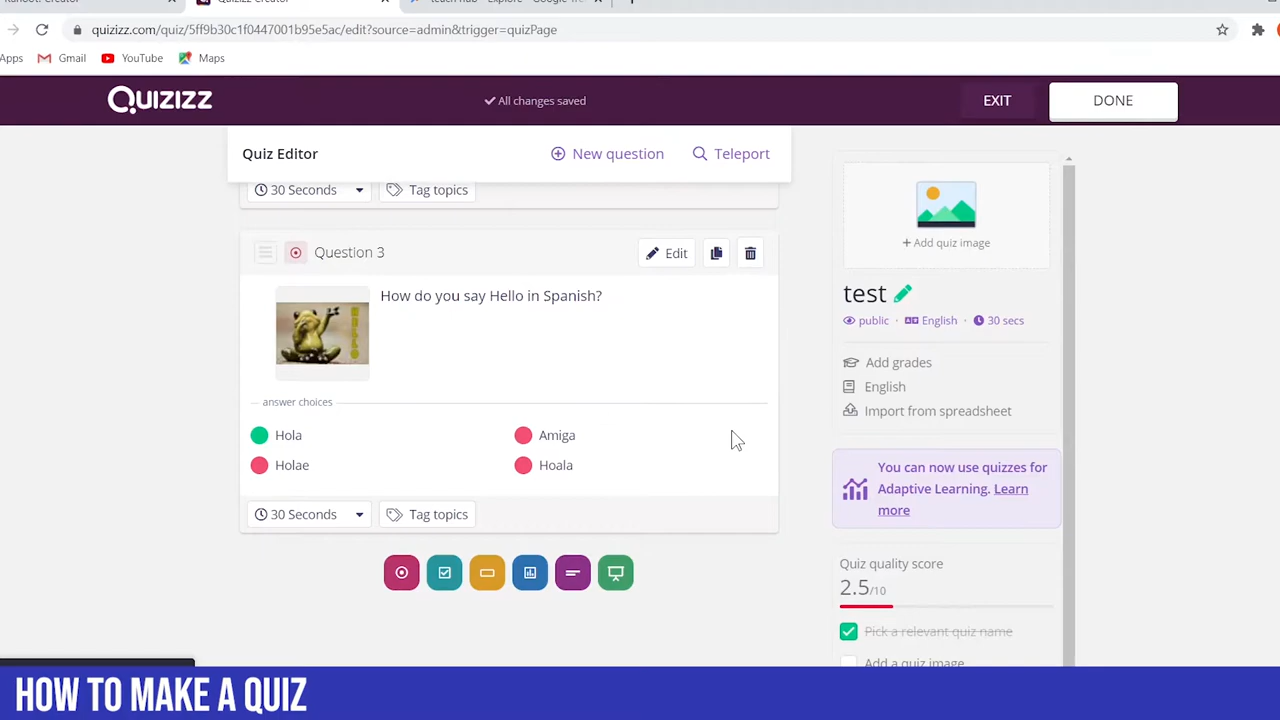 Kahoot! Creator
Quizizz Creator
quizizz.com/quiz/5ff9b30c1f0447001b95e5ac/edit?source=admin&trigger=quizPage
Apps
Gmail
YouTube
Maps
Quizizz
All changes saved
EXIT
DONE
Quiz Editor
New question
Teleport
30 Seconds
Tag topics
+ Add quiz image
Question 3
Edit
How do you say Hello in Spanish?
test
public · English · 30 secs
Add grades
English
Import from spreadsheet
answer choices
Hola
Amiga
Holae
Hoala
You can now use quizzes for
Adaptive Learning. Learn
more
30 Seconds
Tag topics
Quiz quality score
2.5/10
Pick a relevant quiz name
Add a quiz image
HOW TO MAKE A QUIZ